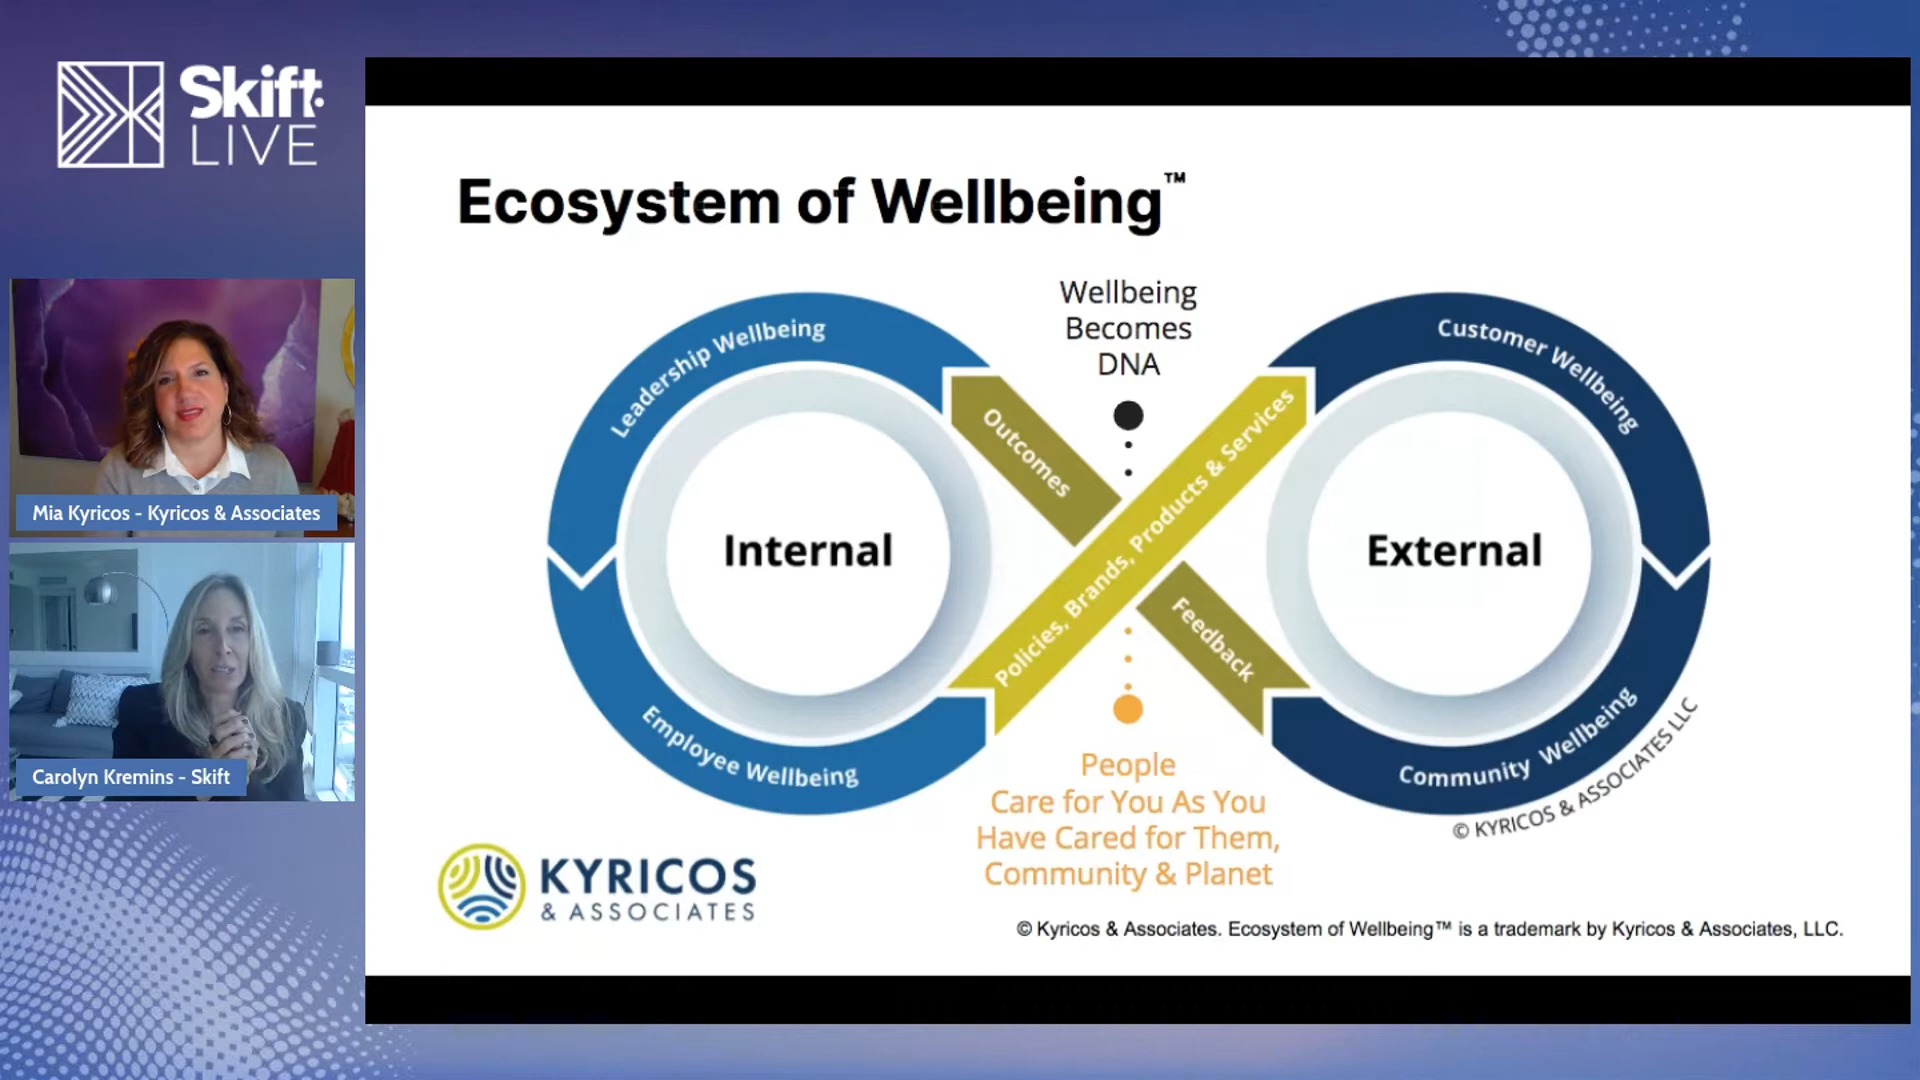 Skift
LIVE
Ecosystem of Wellbeing™
Wellbeing
Becomes
DNA
Leadership Wellbeing
Outcomes
Policies, Brands, Products & Services
Customer Wellbeing
Internal
External
Employee Wellbeing
Feedback
Community Wellbeing
© KYRICOS & ASSOCIATES LLC
People
Care for You As You
Have Cared for Them,
Community & Planet
KYRICOS
& ASSOCIATES
© Kyricos & Associates. Ecosystem of Wellbeing™ is a trademark by Kyricos & Associates, LLC.
Mia Kyricos - Kyricos & Associates
Carolyn Kremins - Skift